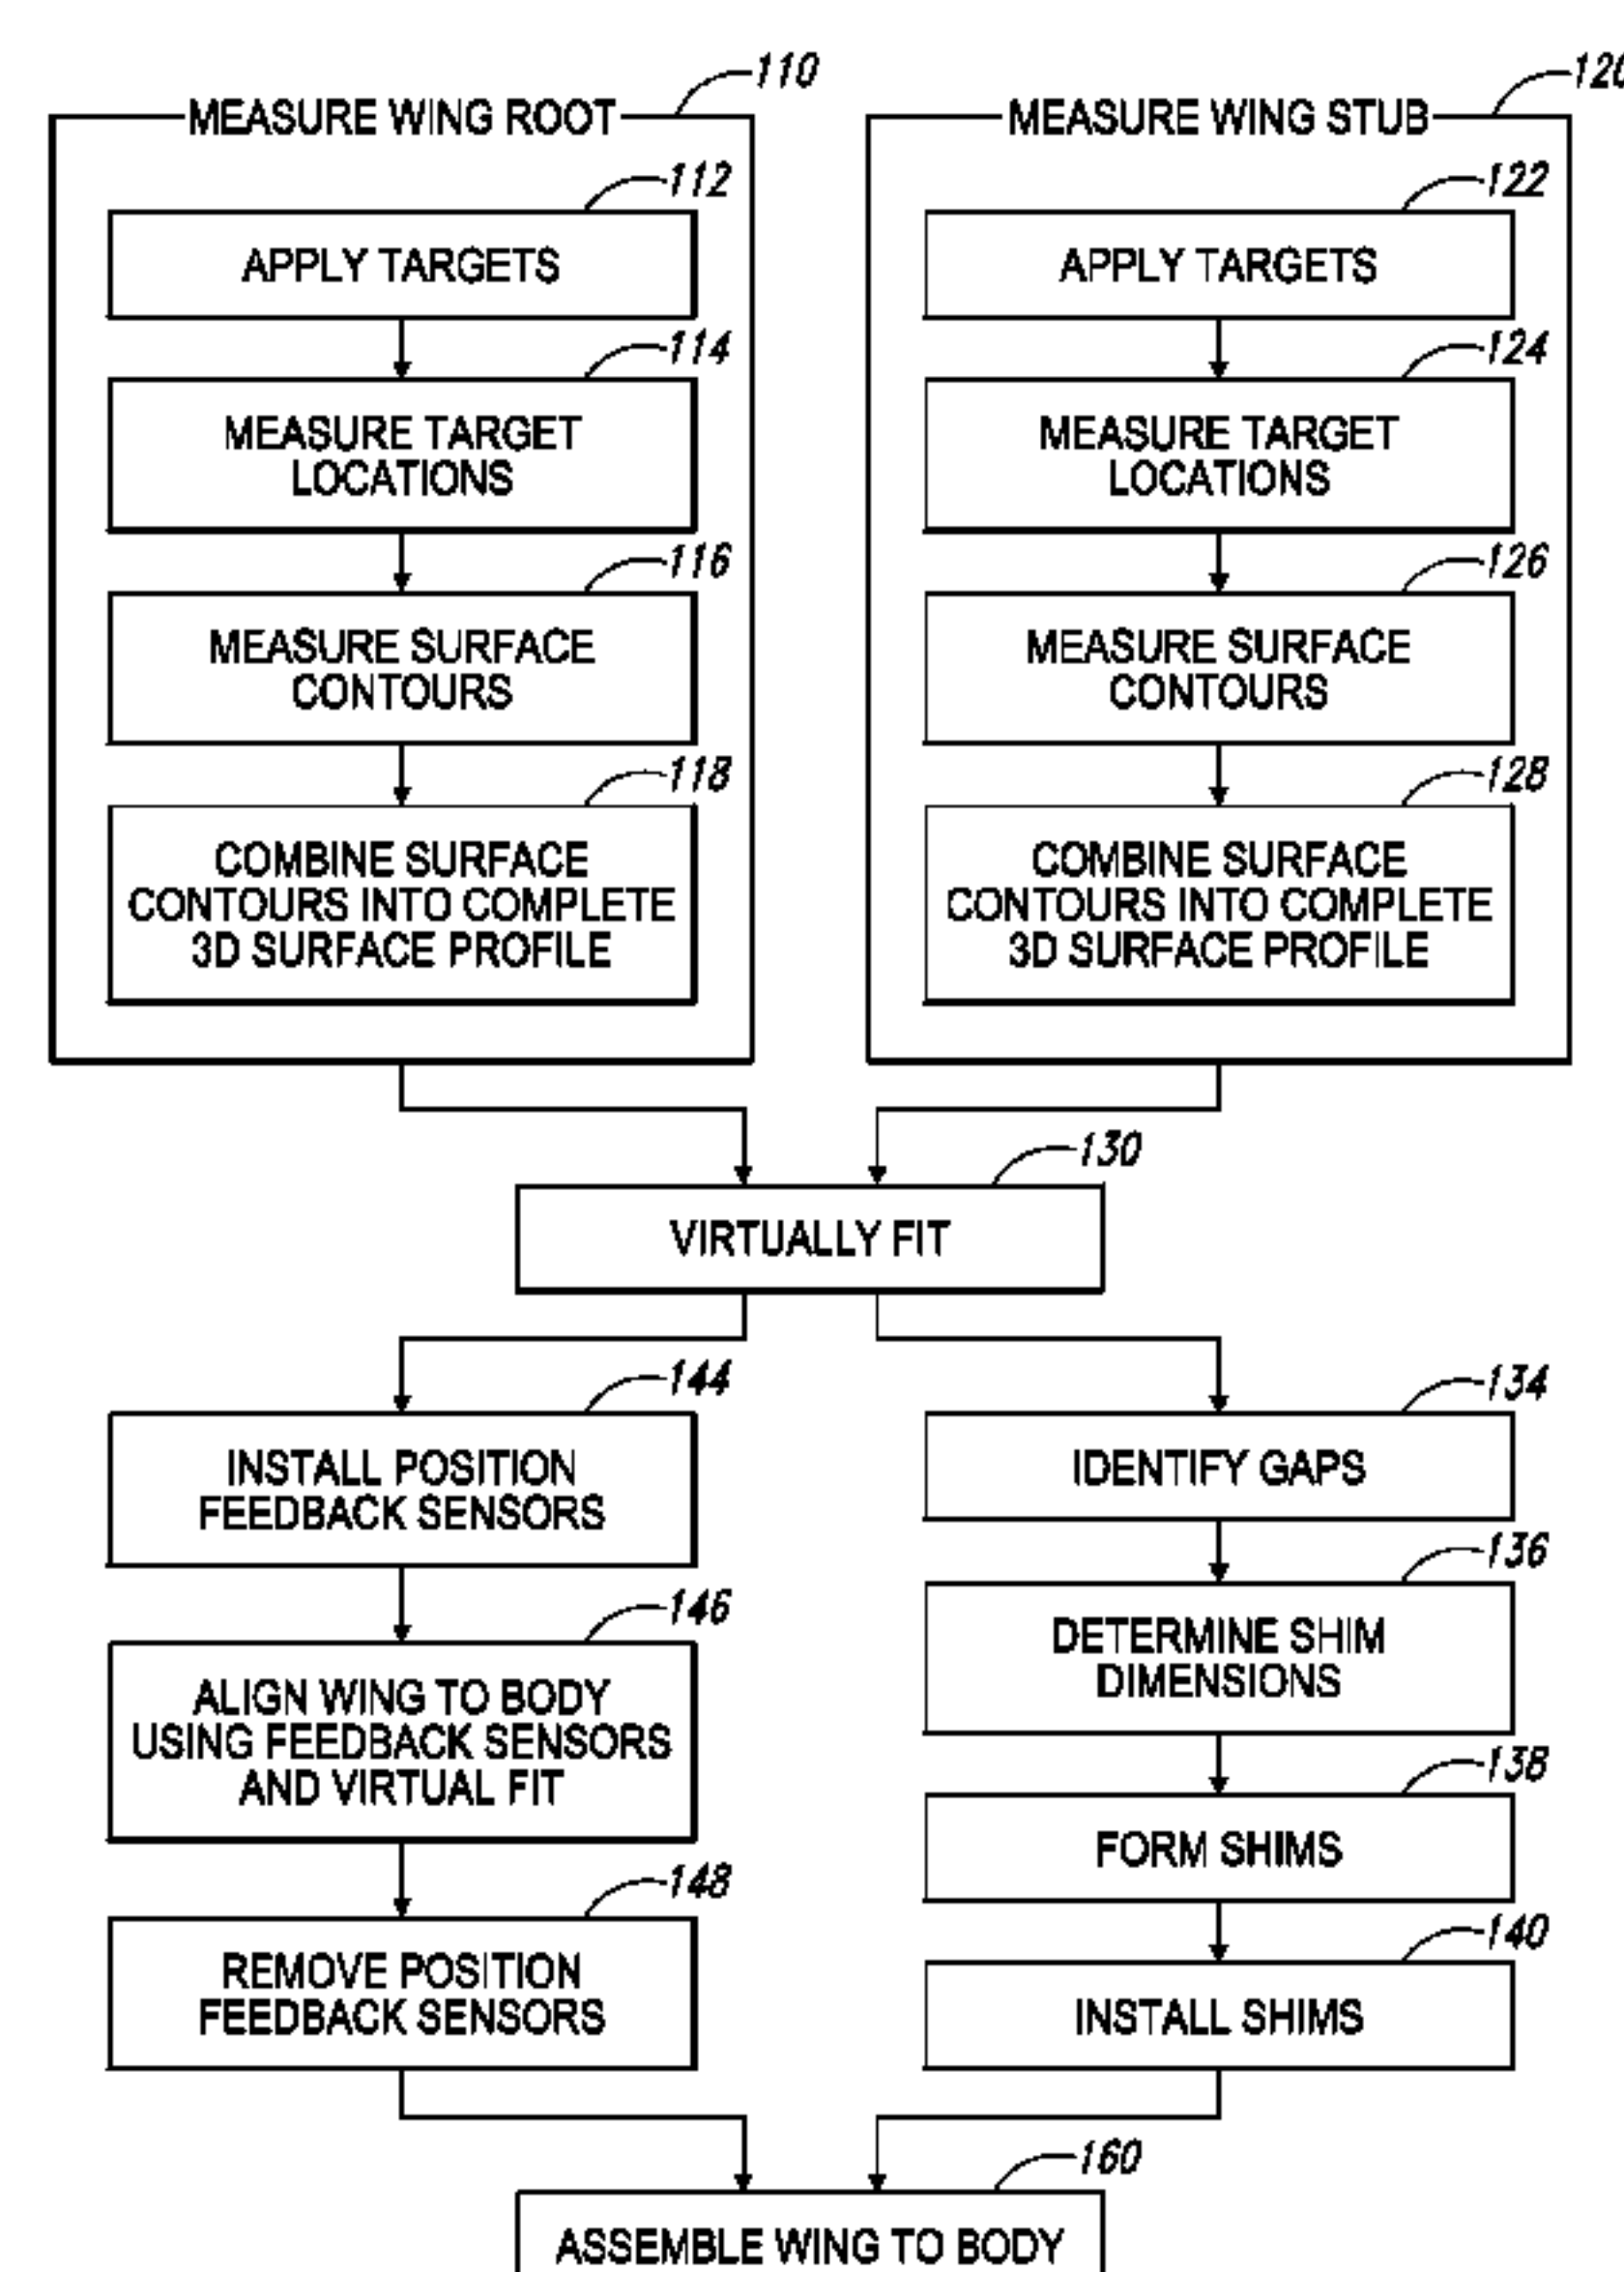 110
MEASURE WING ROOT
112
APPLY TARGETS
114
MEASURE TARGET
LOCATIONS
116
MEASURE SURFACE
CONTOURS
118
COMBINE SURFACE
CONTOURS INTO COMPLETE
3D SURFACE PROFILE
120
MEASURE WING STUB
122
APPLY TARGETS
124
MEASURE TARGET
LOCATIONS
126
MEASURE SURFACE
CONTOURS
128
COMBINE SURFACE
CONTOURS INTO COMPLETE
3D SURFACE PROFILE
130
VIRTUALLY FIT
144
INSTALL POSITION
FEEDBACK SENSORS
146
ALIGN WING TO BODY
USING FEEDBACK SENSORS
AND VIRTUAL FIT
148
REMOVE POSITION
FEEDBACK SENSORS
134
IDENTIFY GAPS
136
DETERMINE SHIM
DIMENSIONS
138
FORM SHIMS
140
INSTALL SHIMS
160
ASSEMBLE WING TO BODY